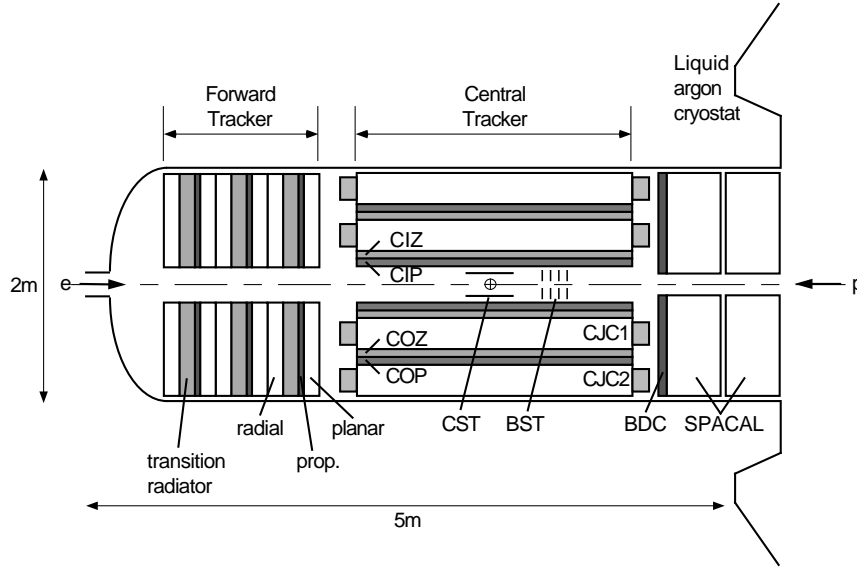 Forward
Tracker
Central
Tracker
Liquid
argon
cryostat
CIZ
CIP
2m
e
p
COZ
COP
CJC1
CJC2
radial
planar
CST
BST
BDC
SPACAL
transition
radiator
prop.
5m